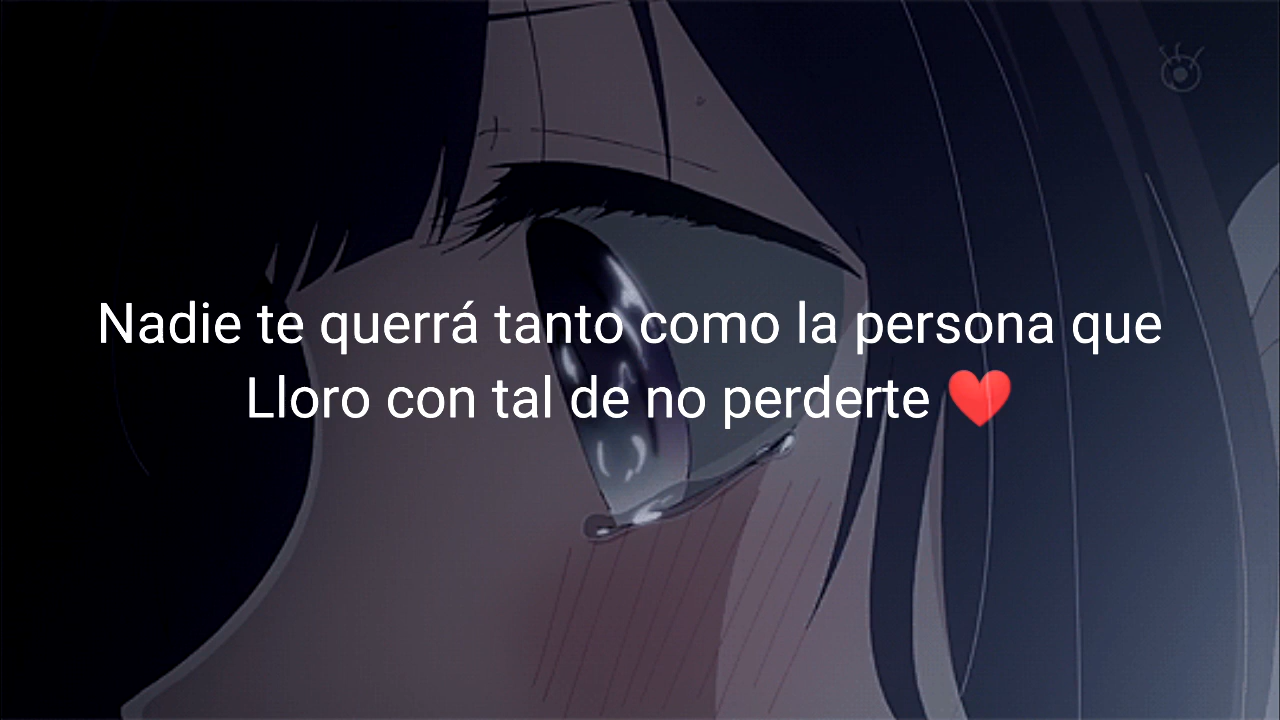 Nadie te querrá tanto como la persona que
Lloro con tal de no perderte ❤️